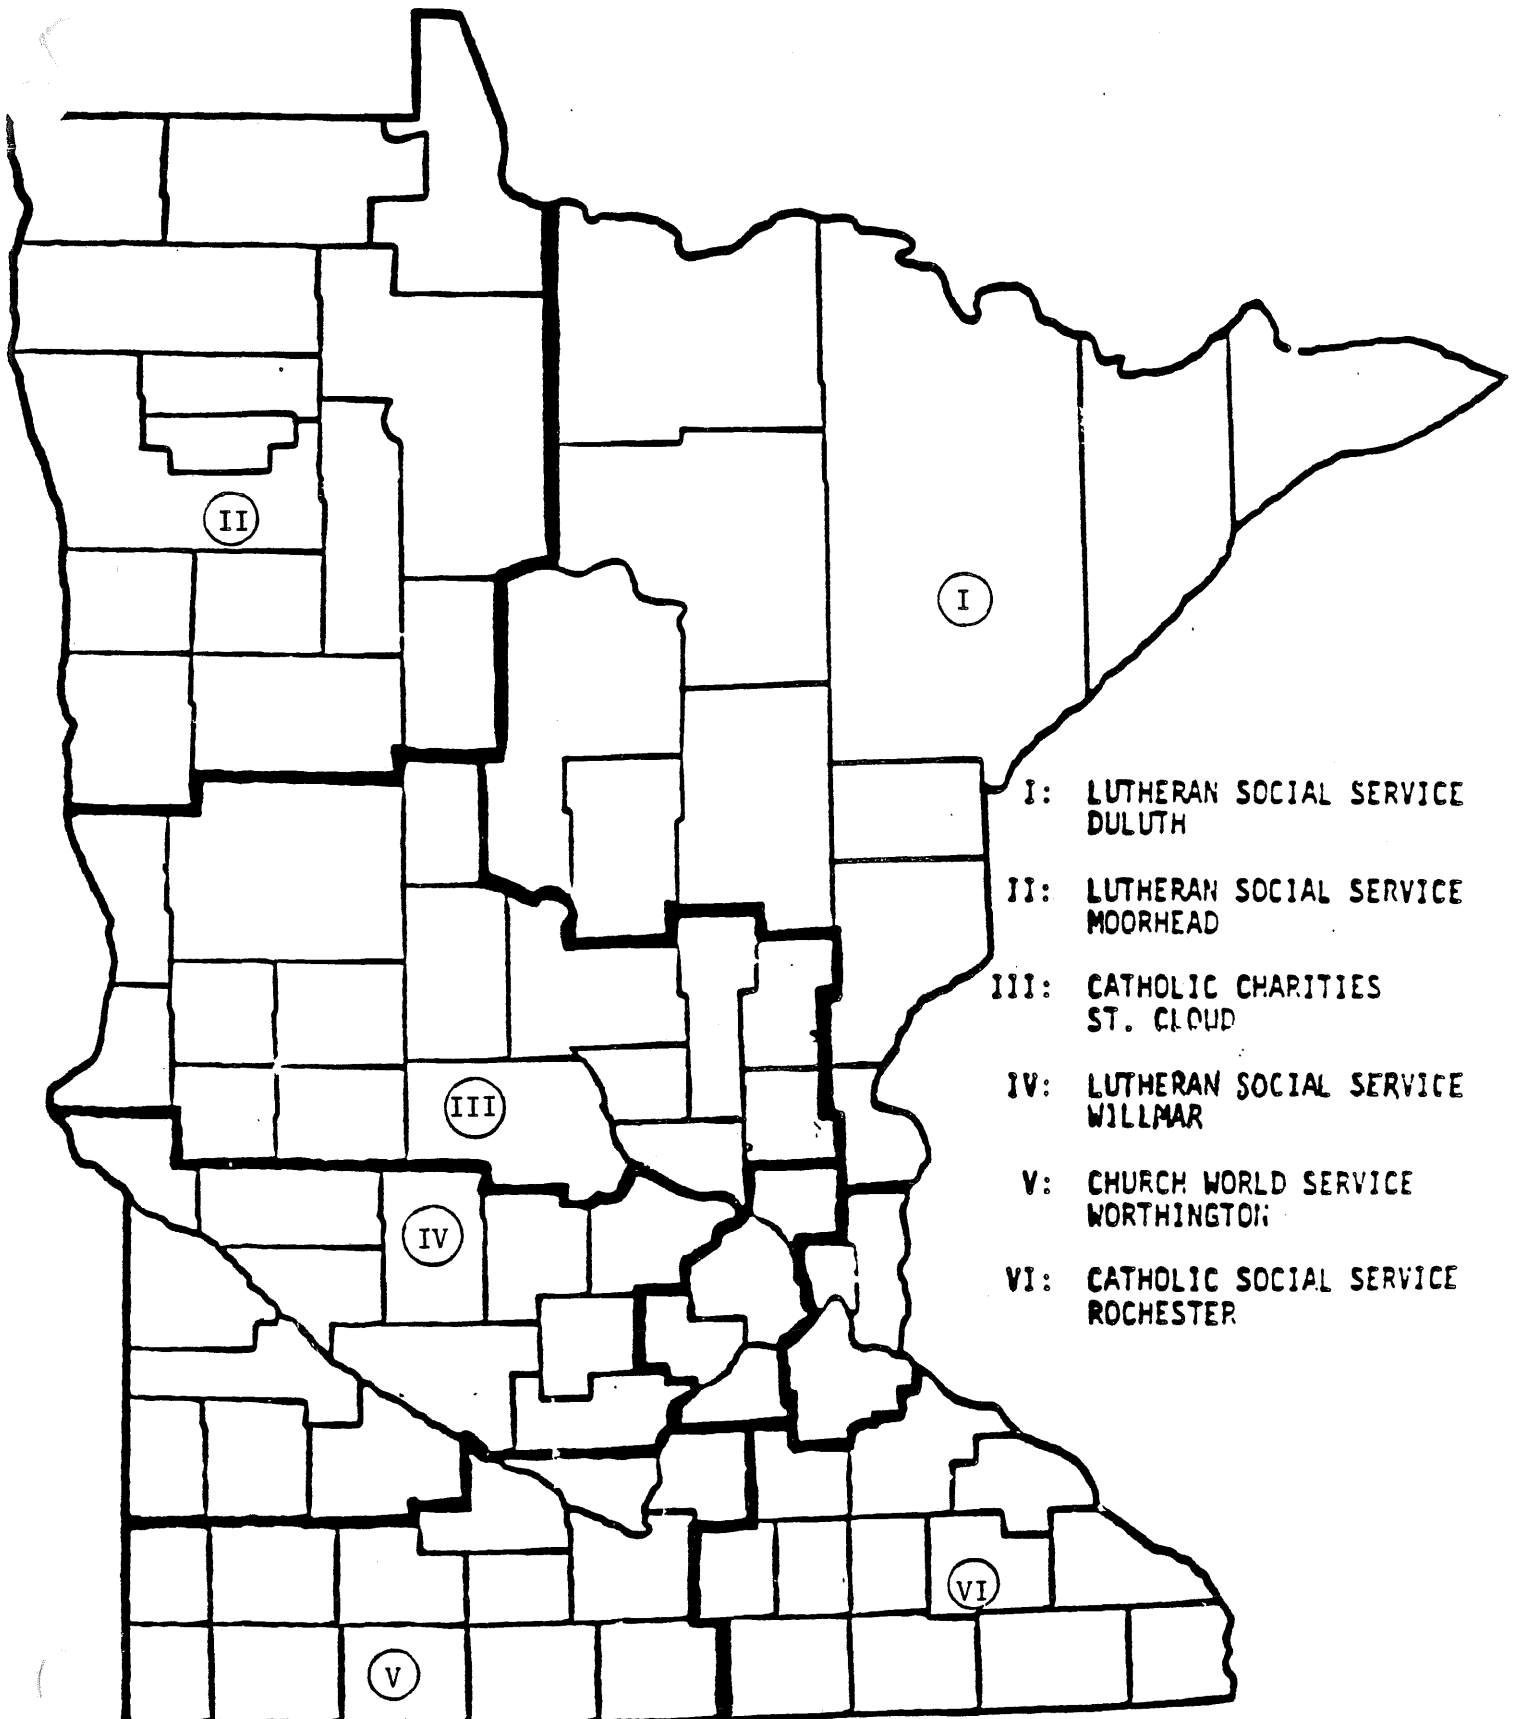 II
I
I: LUTHERAN SOCIAL SERVICE
DULUTH
II: LUTHERAN SOCIAL SERVICE
MOORHEAD
III: CATHOLIC CHARITIES
ST. CLOUD
III
IV: LUTHERAN SOCIAL SERVICE
WILLMAR
IV
V: CHURCH WORLD SERVICE
WORTHINGTON
VI: CATHOLIC SOCIAL SERVICE
ROCHESTER
VI
V